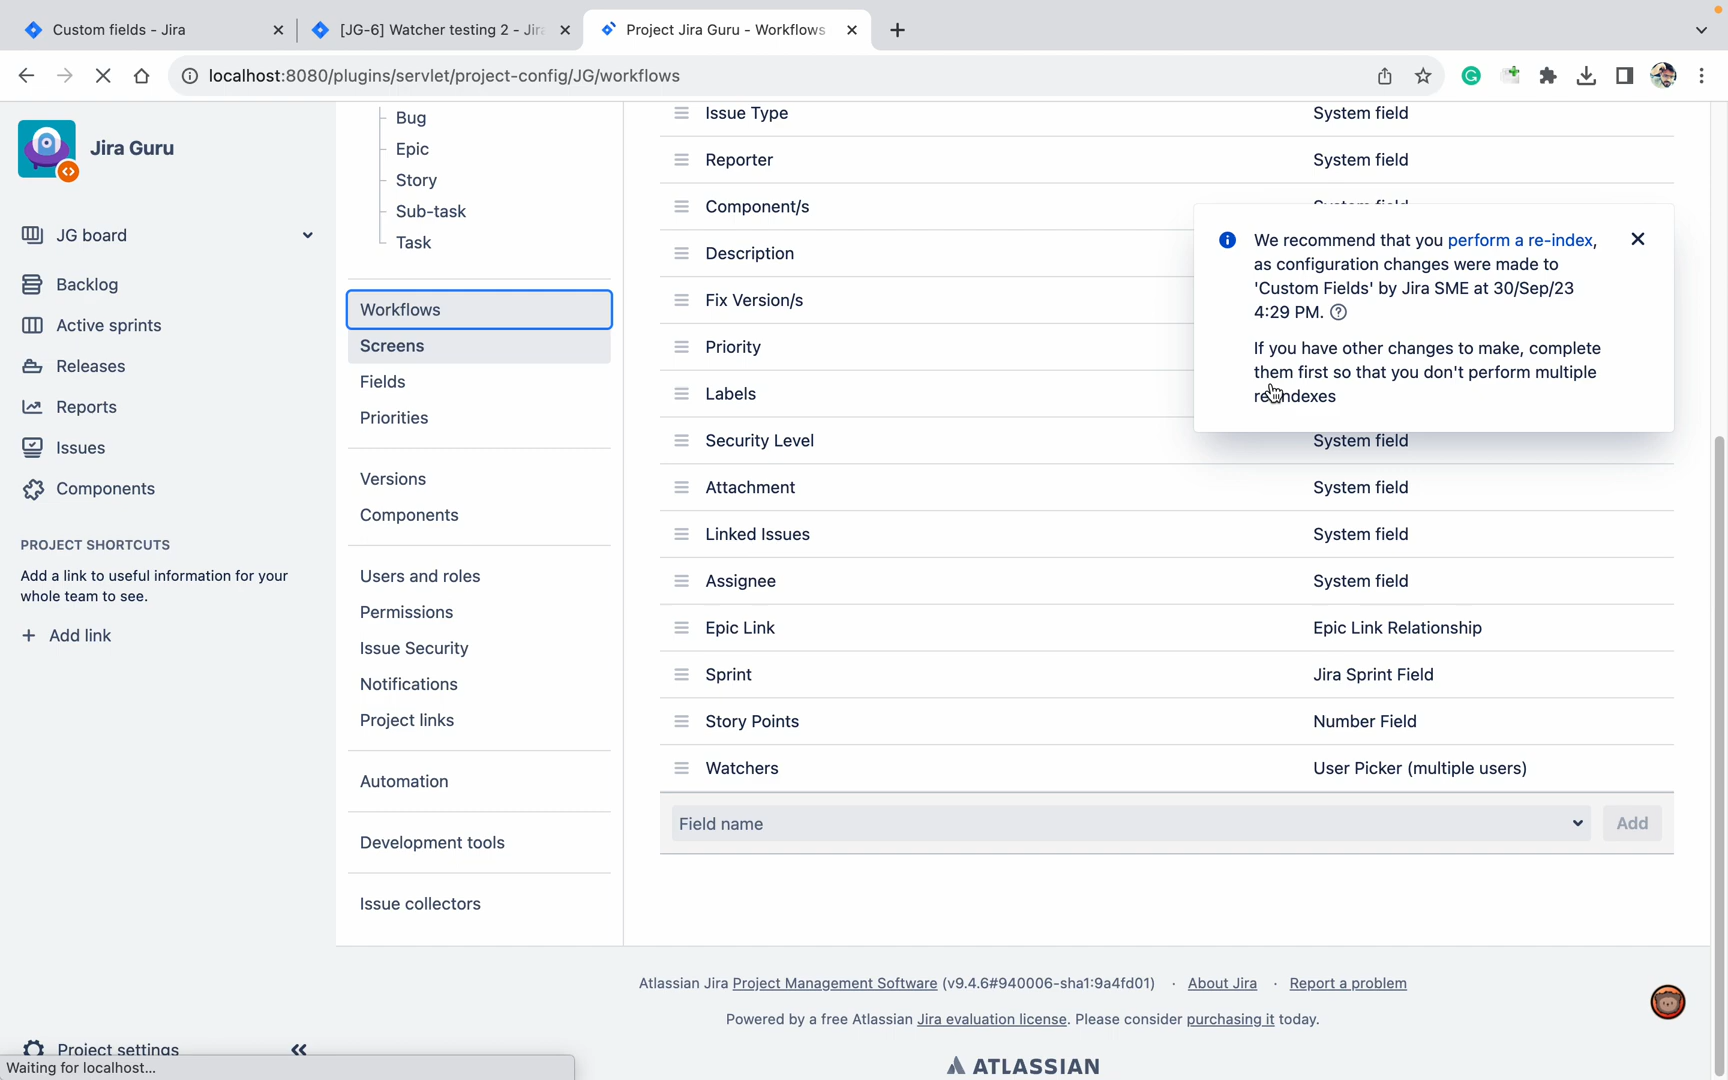 Custom fields - Jira
[JG-6] Watcher testing 2 - Jir
Project Jira Guru - Workflows
localhost:8080/plugins/servlet/project-config/JG/workflows
Jira Guru
JG board
Backlog
Active sprints
Releases
Reports
Issues
Components
PROJECT SHORTCUTS
Add a link to useful information for your
whole team to see.
+ Add link
Project settings
Waiting for localhost...
Bug
Epic
Story
Sub-task
Task
Workflows
Screens
Fields
Priorities
Versions
Components
Users and roles
Permissions
Issue Security
Notifications
Project links
Automation
Development tools
Issue collectors
Issue Type System field
Reporter System field
Component/s System field
Description
Fix Version/s
Priority
Labels
Security Level System field
Attachment System field
Linked Issues System field
Assignee System field
Epic Link Epic Link Relationship
Sprint Jira Sprint Field
Story Points Number Field
Watchers User Picker (multiple users)
Field name Add
We recommend that you perform a re-index,
as configuration changes were made to
'Custom Fields' by Jira SME at 30/Sep/23
4:29 PM.
If you have other changes to make, complete
them first so that you don't perform multiple
re-indexes
Atlassian Jira Project Management Software (v9.4.6#940006-sha1:9a4fd01) · About Jira · Report a problem
Powered by a free Atlassian Jira evaluation license. Please consider purchasing it today.
ATLASSIAN